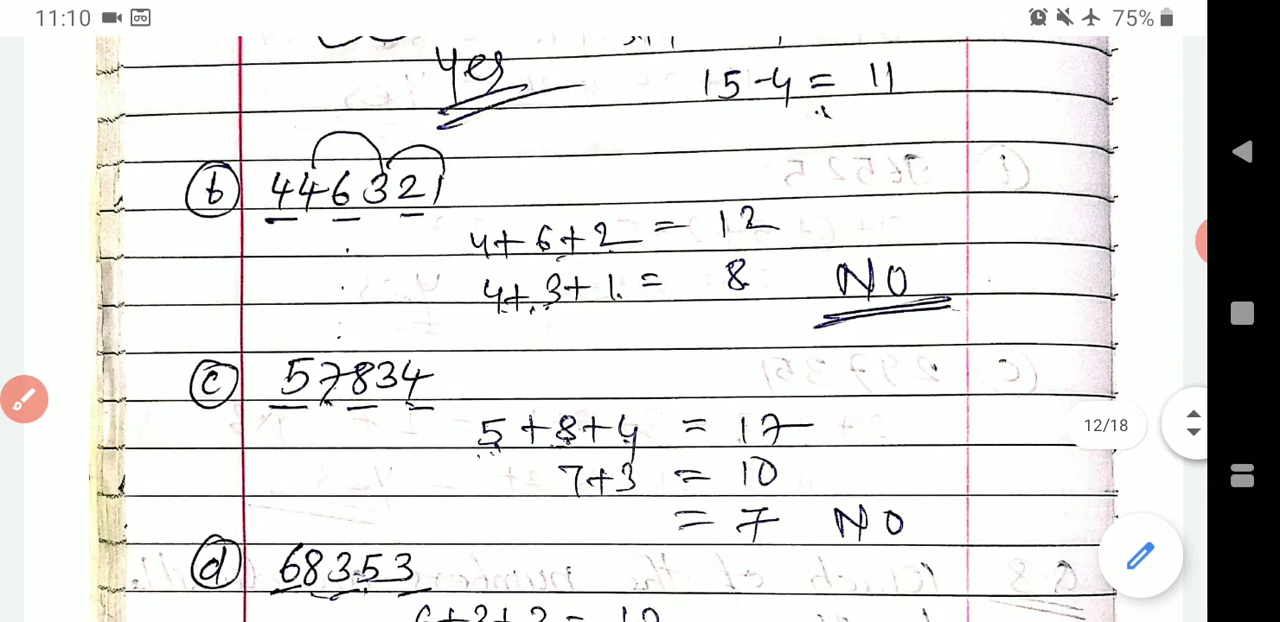 11:10 75%
Yes 15-4 = 11
(b) 446321
4+6+2 = 12
4+3+1 = 8 NO
(c) 57834
5+8+4 = 17
12/18
7+3 = 10
= 7 NO
(d) 68353